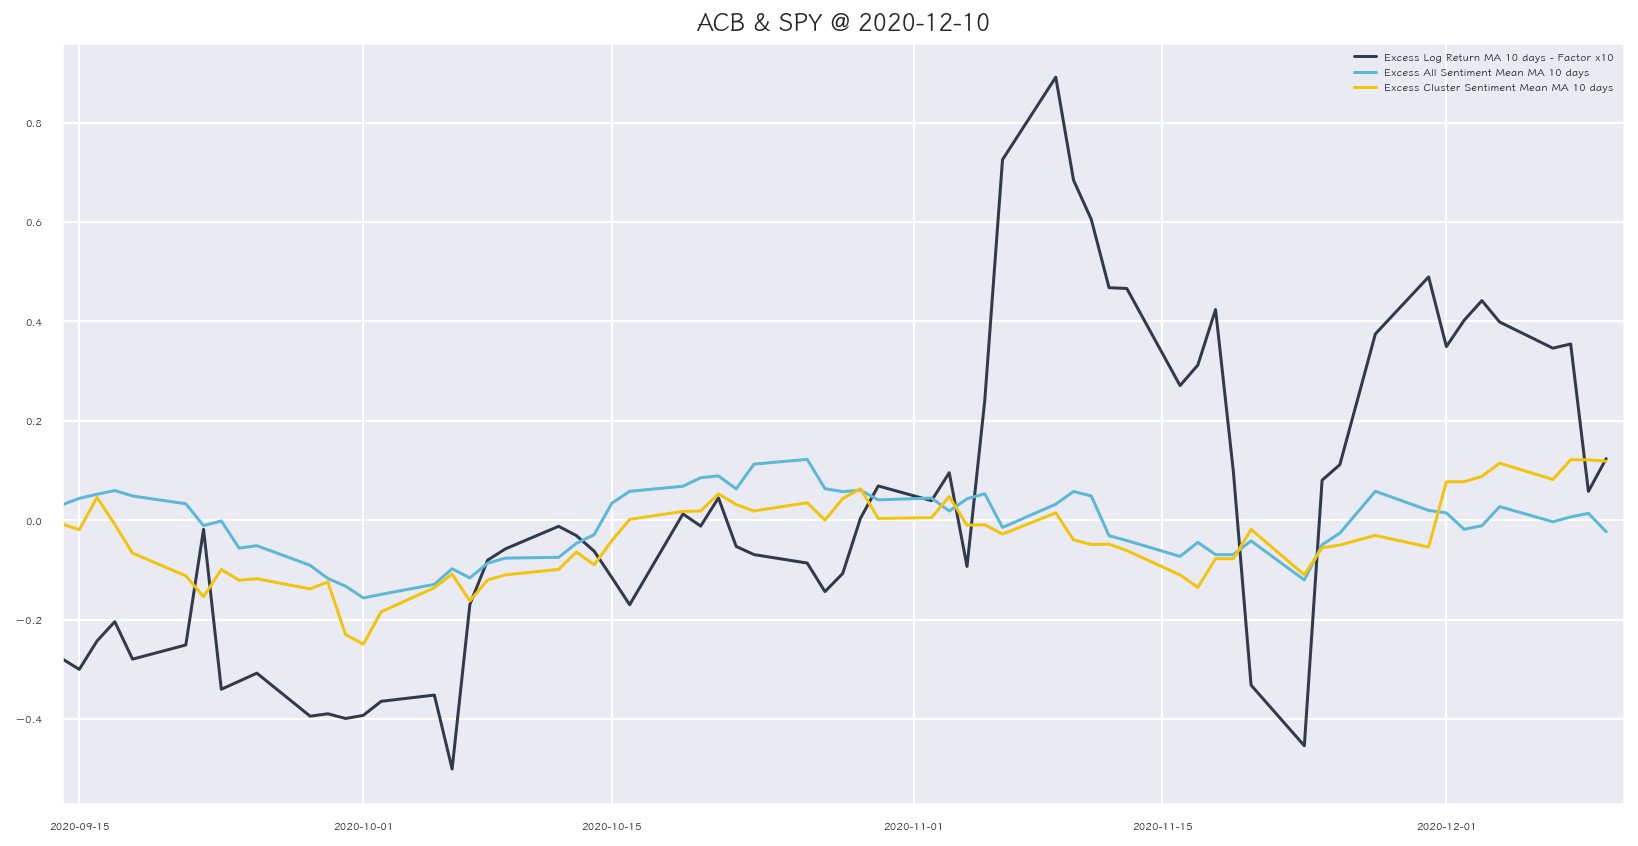 ACB & SPY @ 2020-12-10
Excess Log Return MA 10 days - Factor x10
Excess All Sentiment Mean MA 10 days
Excess Cluster Sentiment Mean MA 10 days
0.8
0.6
0.4
0.2
0.0
−0.2
−0.4
2020-09-15 2020-10-01 2020-10-15 2020-11-01 2020-11-15 2020-12-01